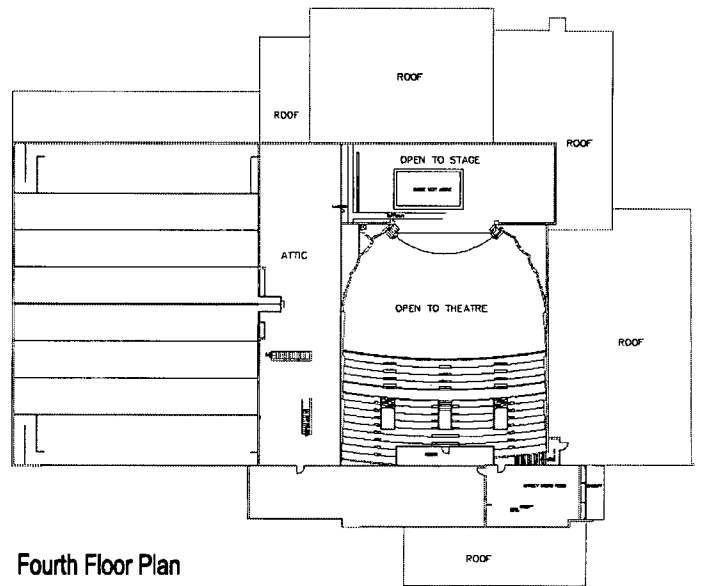 ROOF
ROOF
ROOF
OPEN TO STAGE
ATTIC
OPEN TO THEATRE
ROOF
ROOF
Fourth Floor Plan